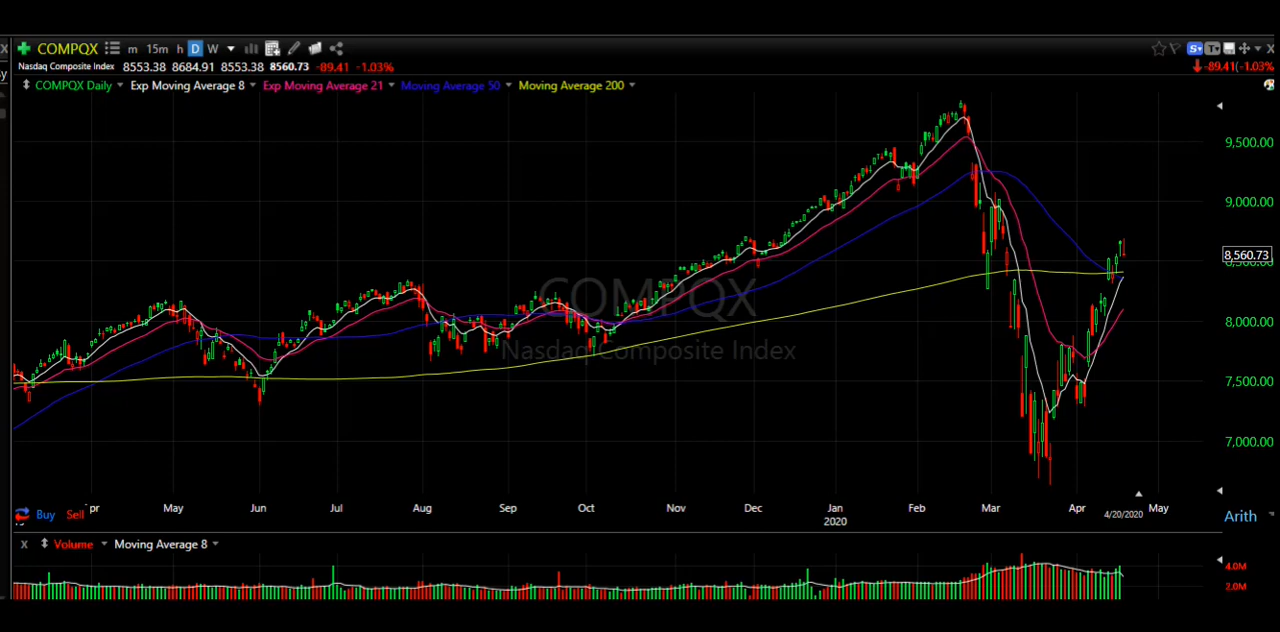 X COMPQX m 15m h D W S T X
Nasdaq Composite Index 8553.38 8684.91 8553.38 8560.73 -89.41 -1.03%
-89.41(-1.03%)
COMPQX Daily Exp Moving Average 8 Exp Moving Average 21 Moving Average 50 Moving Average 200
9,500.00
9,000.00
8,560.73
8,000.00
7,500.00
7,000.00
COMPQX
Nasdaq Composite Index
pr May Jun Jul Aug Sep Oct Nov Dec Jan Feb Mar Apr May
2020
4/20/2020
Buy Sell
Arith
X Volume Moving Average 8
4.0M
2.0M